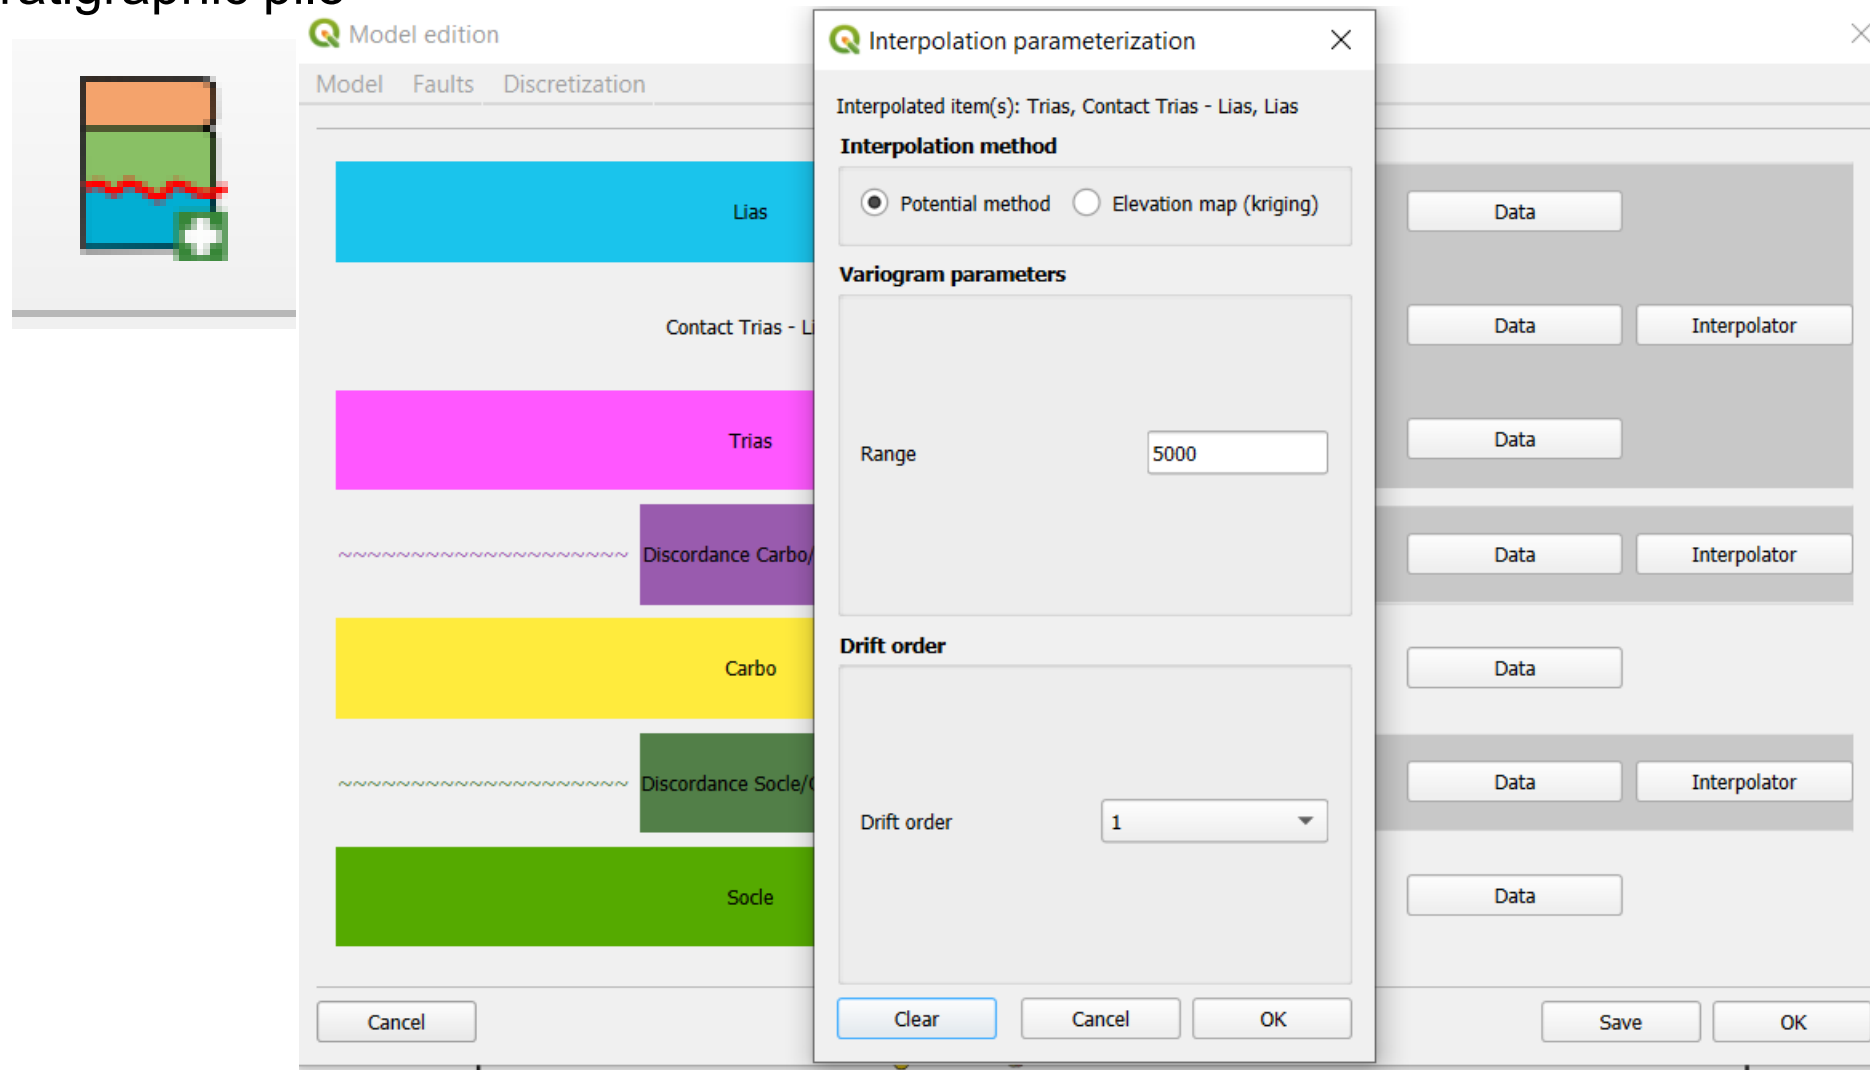 Model edition
Model Faults Discretization
Lias
Contact Trias - Li
Trias
~~~~~~~~~~~~~~~~~~~~ Discordance Carbo/
Carbo
~~~~~~~~~~~~~~~~~~~~ Discordance Socle/
Socle
Cancel
Interpolation parameterization
Interpolated item(s): Trias, Contact Trias - Lias, Lias
Interpolation method
Potential method Elevation map (kriging)
Variogram parameters
Range 5000
Drift order
Drift order 1
Clear Cancel OK
Data
Data Interpolator
Data
Data Interpolator
Data
Data Interpolator
Data
Save OK